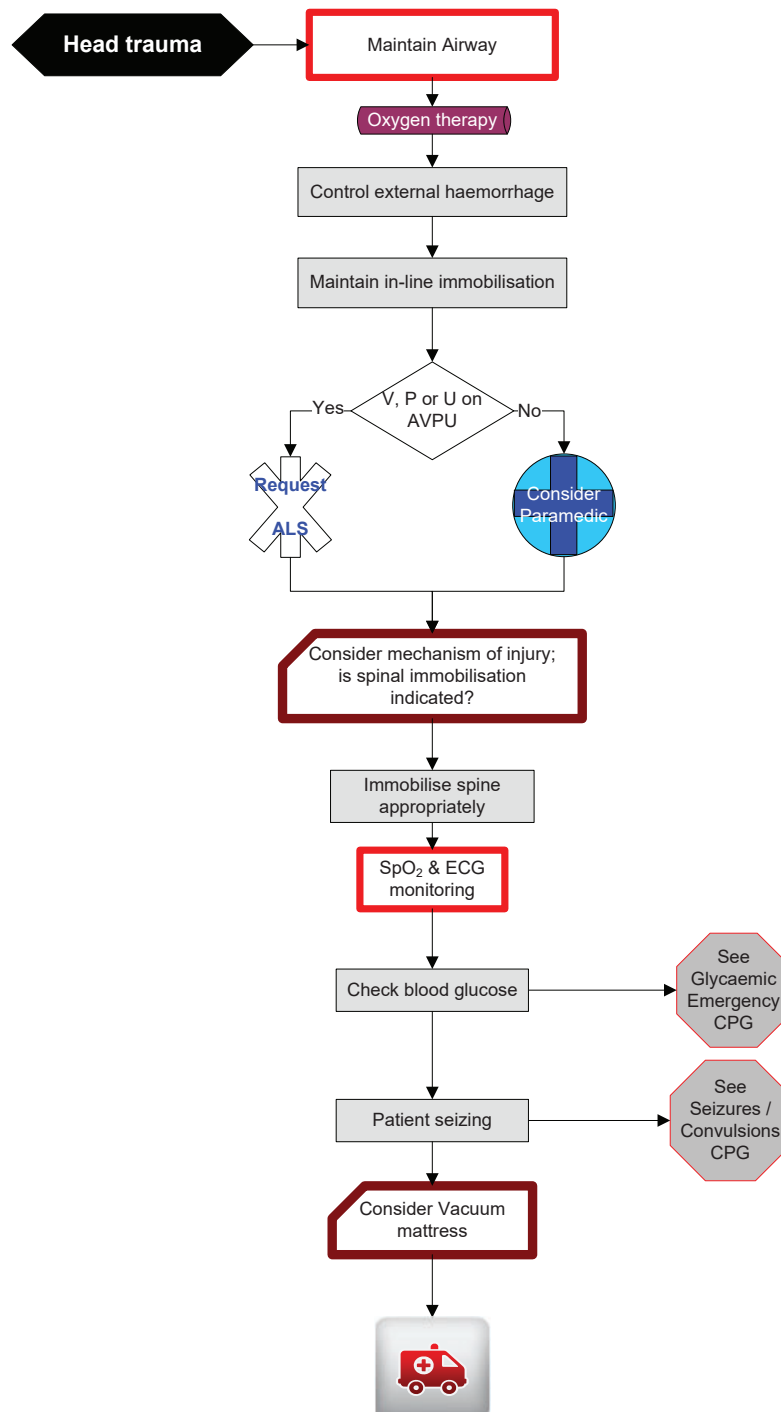 Head trauma
Maintain Airway
Oxygen therapy
Control external haemorrhage
Maintain in-line immobilisation
V, P or U on
AVPU
Yes
No
Request
ALS
Consider
Paramedic
Consider mechanism of injury;
is spinal immobilisation
indicated?
Immobilise spine
appropriately
SpO₂ & ECG
monitoring
Check blood glucose
See
Glycaemic
Emergency
CPG
Patient seizing
See
Seizures /
Convulsions
CPG
Consider Vacuum
mattress